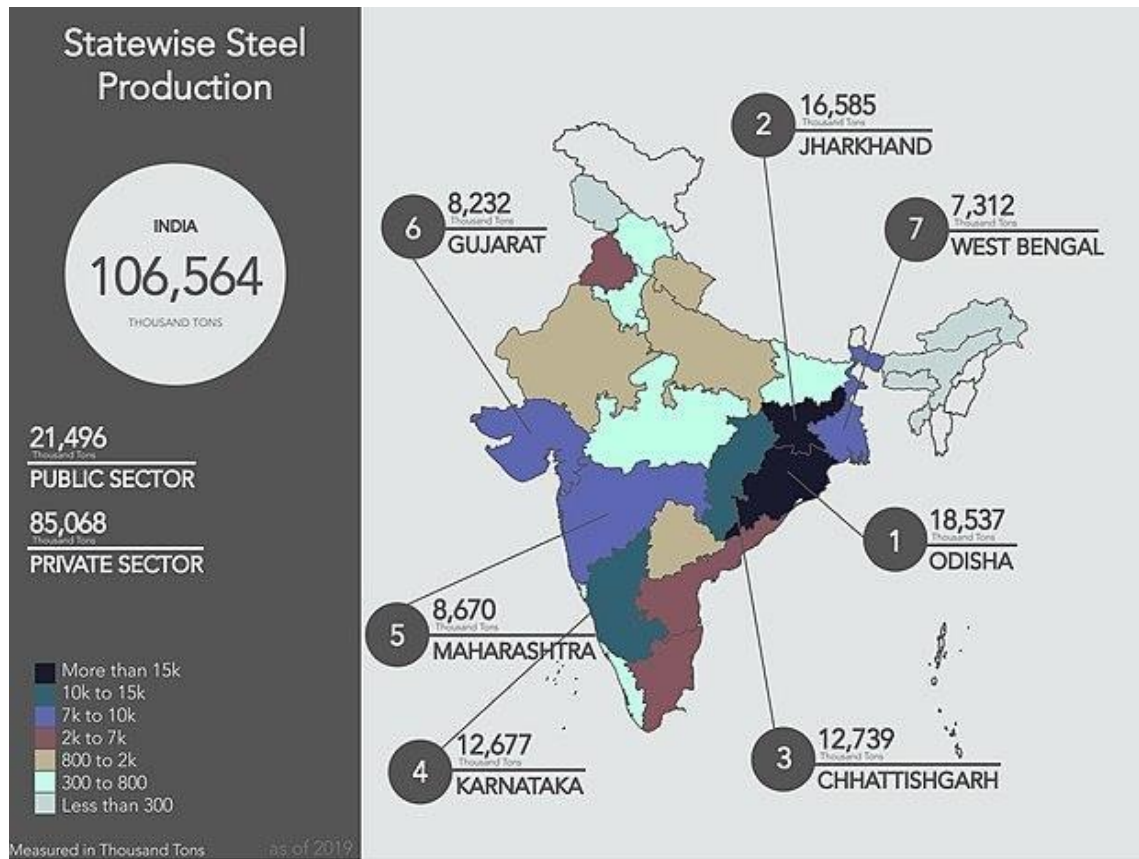 Statewise Steel
Production
INDIA
106,564
THOUSAND TONS
21,496
Thousand Tons
PUBLIC SECTOR
85,068
Thousand Tons
PRIVATE SECTOR
More than 15k
10k to 15k
7k to 10k
2k to 7k
800 to 2k
300 to 800
Less than 300
Measured in Thousand Tons
as of 2019
2
16,585
Thousand Tons
JHARKHAND
6
8,232
Thousand Tons
GUJARAT
7
7,312
Thousand Tons
WEST BENGAL
1
18,537
Thousand Tons
ODISHA
5
8,670
Thousand Tons
MAHARASHTRA
4
12,677
Thousand Tons
KARNATAKA
3
12,739
Thousand Tons
CHHATTISHGARH